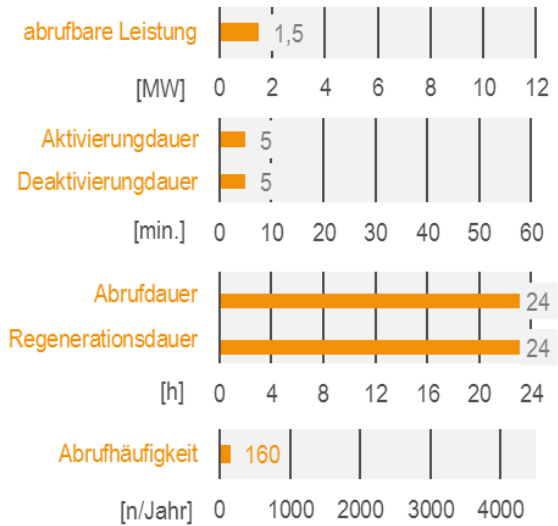 abrufbare Leistung 1,5
[MW] 0 2 4 6 8 10 12
Aktivierungdauer 5
Deaktivierungdauer 5
[min.] 0 10 20 30 40 50 60
Abrufdauer 24
Regenerationsdauer 24
[h] 0 4 8 12 16 20 24
Abrufhäufigkeit 160
[n/Jahr] 0 1000 2000 3000 4000